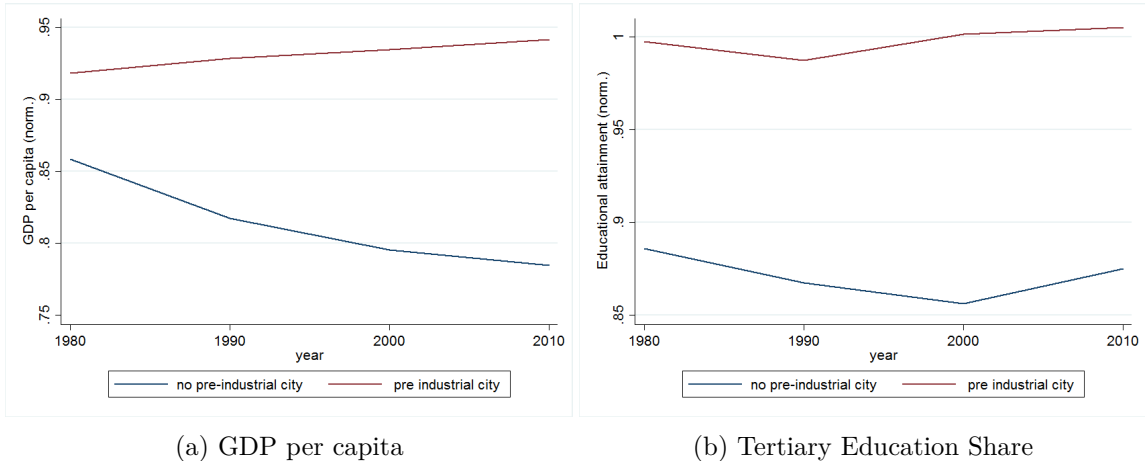 .95
.9
.85
.8
.75
GDP per capita (norm.)
1980 1990 2000 2010
year
no pre-industrial city pre industrial city
1
.95
.9
.85
Educational attainment (norm.)
1980 1990 2000 2010
year
no pre-industrial city pre industrial city
(a) GDP per capita
(b) Tertiary Education Share